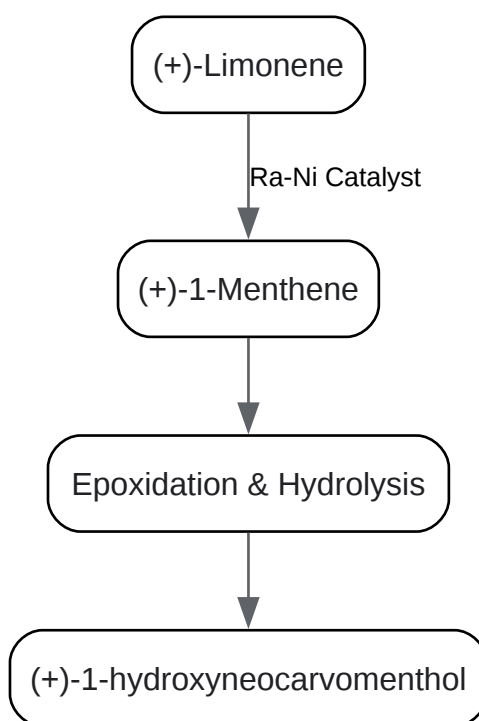 (+)-Limonene
Ra-Ni Catalyst
(+)-1-Menthene
Epoxidation & Hydrolysis
(+)-1-hydroxyneocarvomenthol